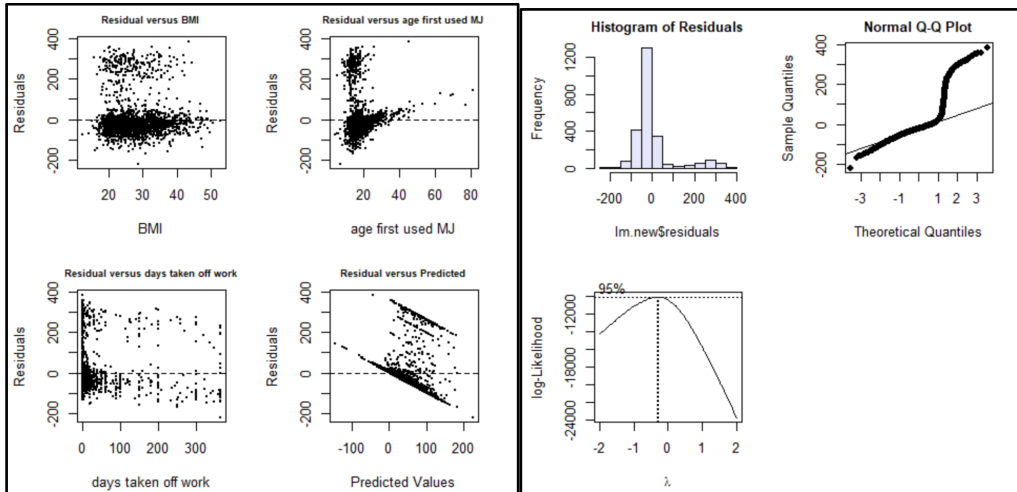 Residual versus BMI
Residuals
400
200
0
-200
20 30 40 50
BMI
Residual versus age first used MJ
Residuals
400
200
0
-200
20 40 60 80
age first used MJ
Residual versus days taken off work
Residuals
400
200
0
-200
0 100 200 300
days taken off work
Residual versus Predicted
Residuals
400
200
0
-200
-100 0 100 200
Predicted Values
Histogram of Residuals
Frequency
1200
800
400
0
-200 0 200 400
lm.new$residuals
Normal Q-Q Plot
Sample Quantiles
400
200
0
-200
-3 -1 1 2 3
Theoretical Quantiles
95%
log-Likelihood
-12000
-18000
-24000
-2 -1 0 1 2
λ